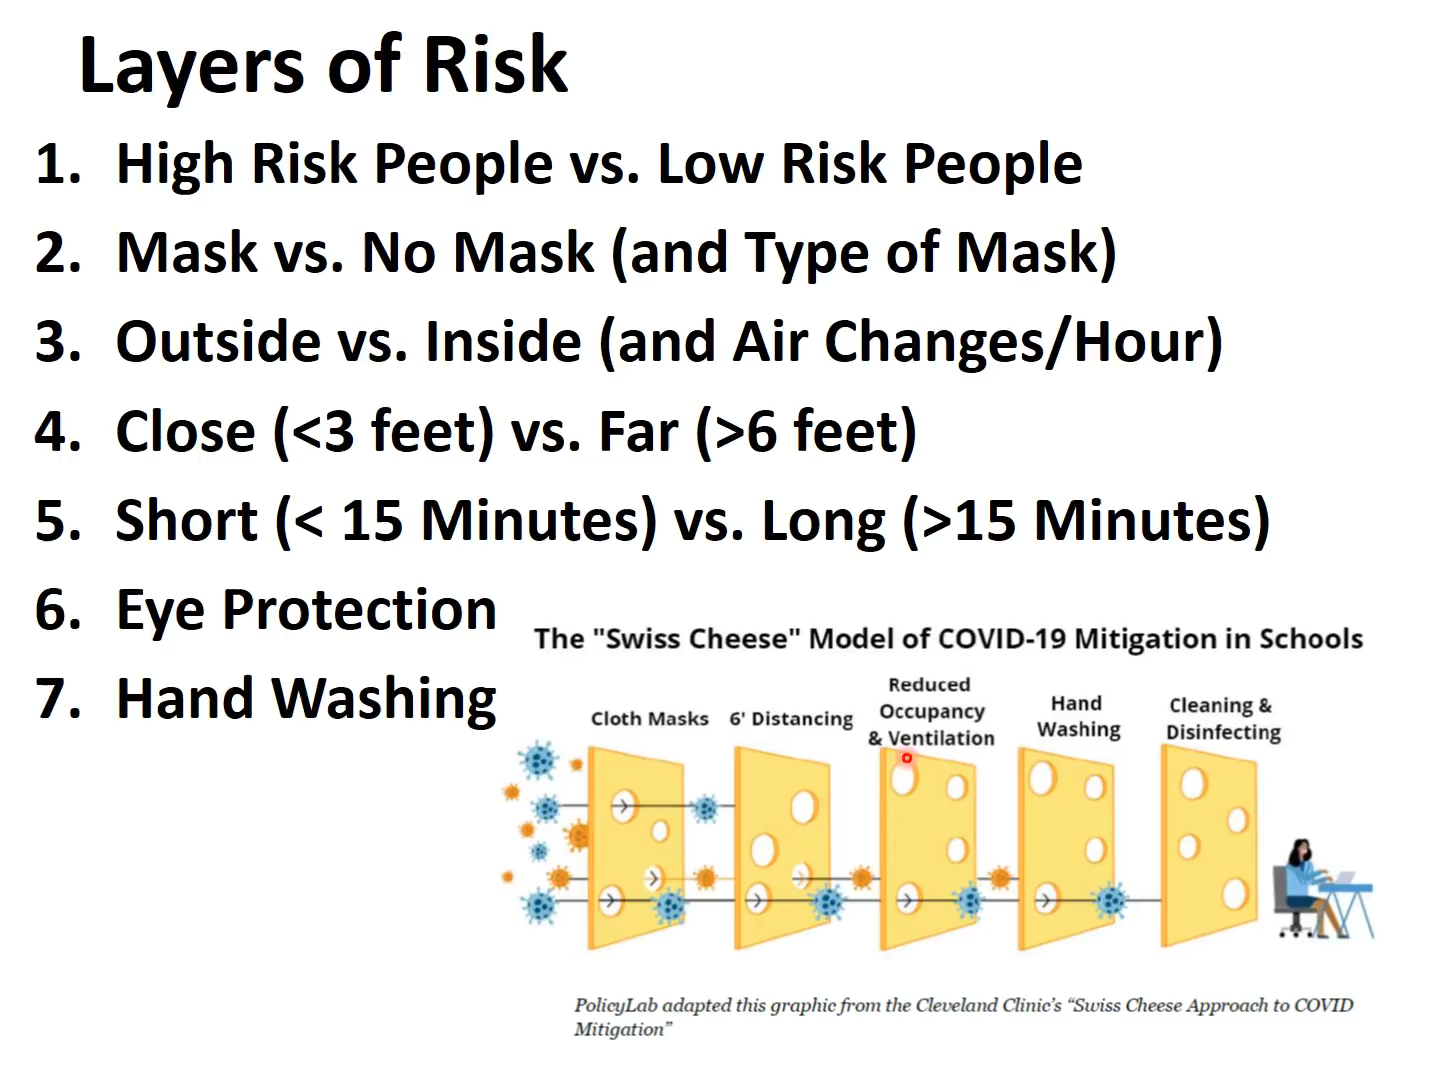 Layers of Risk
1. High Risk People vs. Low Risk People
2. Mask vs. No Mask (and Type of Mask)
3. Outside vs. Inside (and Air Changes/Hour)
4. Close (<3 feet) vs. Far (>6 feet)
5. Short (< 15 Minutes) vs. Long (>15 Minutes)
6. Eye Protection
7. Hand Washing
The "Swiss Cheese" Model of COVID-19 Mitigation in Schools
Cloth Masks
6' Distancing
Reduced
Occupancy
& Ventilation
Hand
Washing
Cleaning &
Disinfecting
PolicyLab adapted this graphic from the Cleveland Clinic's “Swiss Cheese Approach to COVID
Mitigation”